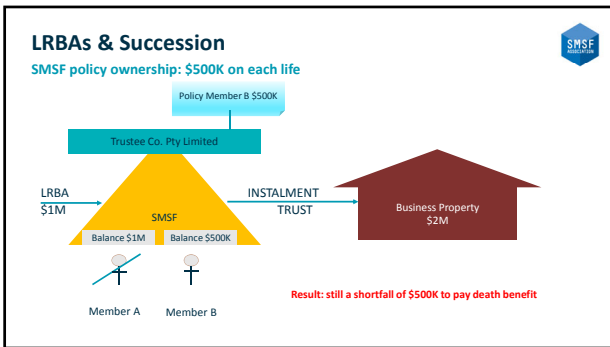 LRBAs & Succession
SMSF policy ownership: $500K on each life
SMSF
ASSOCIATION
Policy Member B $500K
Trustee Co. Pty Limited
LRBA
$1M
SMSF
Balance $1M
Balance $500K
INSTALMENT
TRUST
Business Property
$2M
Result: still a shortfall of $500K to pay death benefit
Member A
Member B